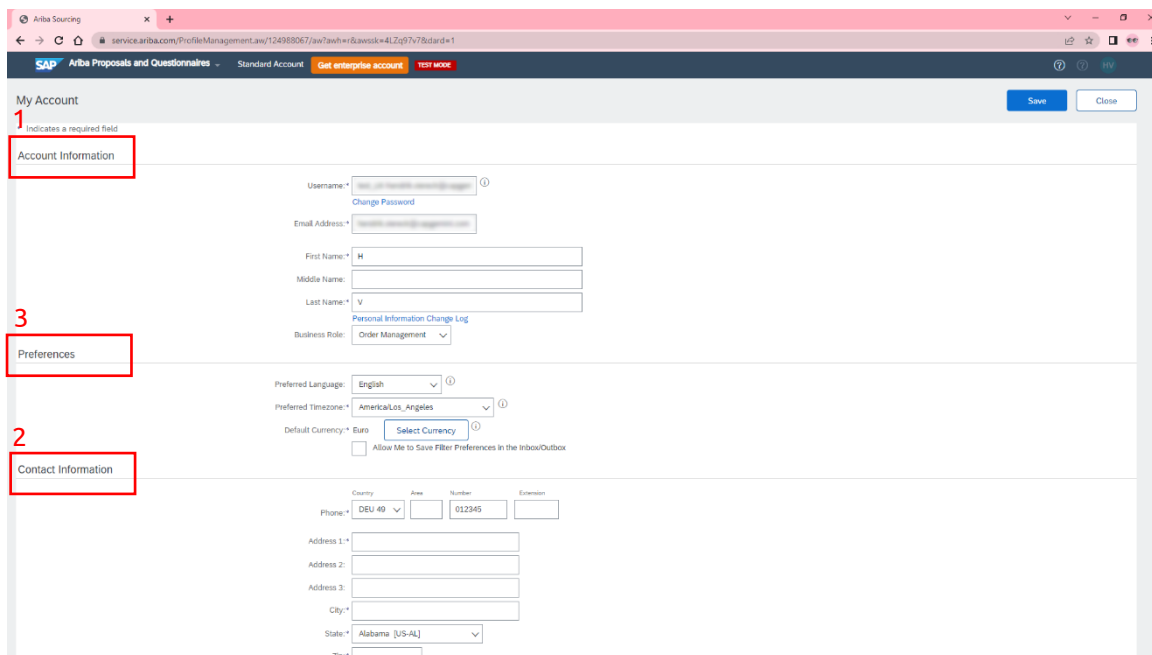 Ariba Sourcing
service.ariba.com/ProfileManagement.aw/124988067/aw?awh=r&awssk=4LZq97v7&dard=1
SAP Ariba Proposals and Questionnaires Standard Account Get enterprise account TEST MODE HV
My Account Save Close
1
* Indicates a required field
Account Information
Username:*
Change Password
Email Address:*
First Name:* H
Middle Name:
Last Name:* V
Personal Information Change Log
Business Role: Order Management
3
Preferences
Preferred Language: English
Preferred Timezone:* America/Los_Angeles
Default Currency:* Euro Select Currency
Allow Me to Save Filter Preferences in the Inbox/Outbox
2
Contact Information
Country Area Number Extension
Phone:* DEU 49 012345
Address 1:*
Address 2:
Address 3:
City:*
State:* Alabama [US-AL]
Zip:*